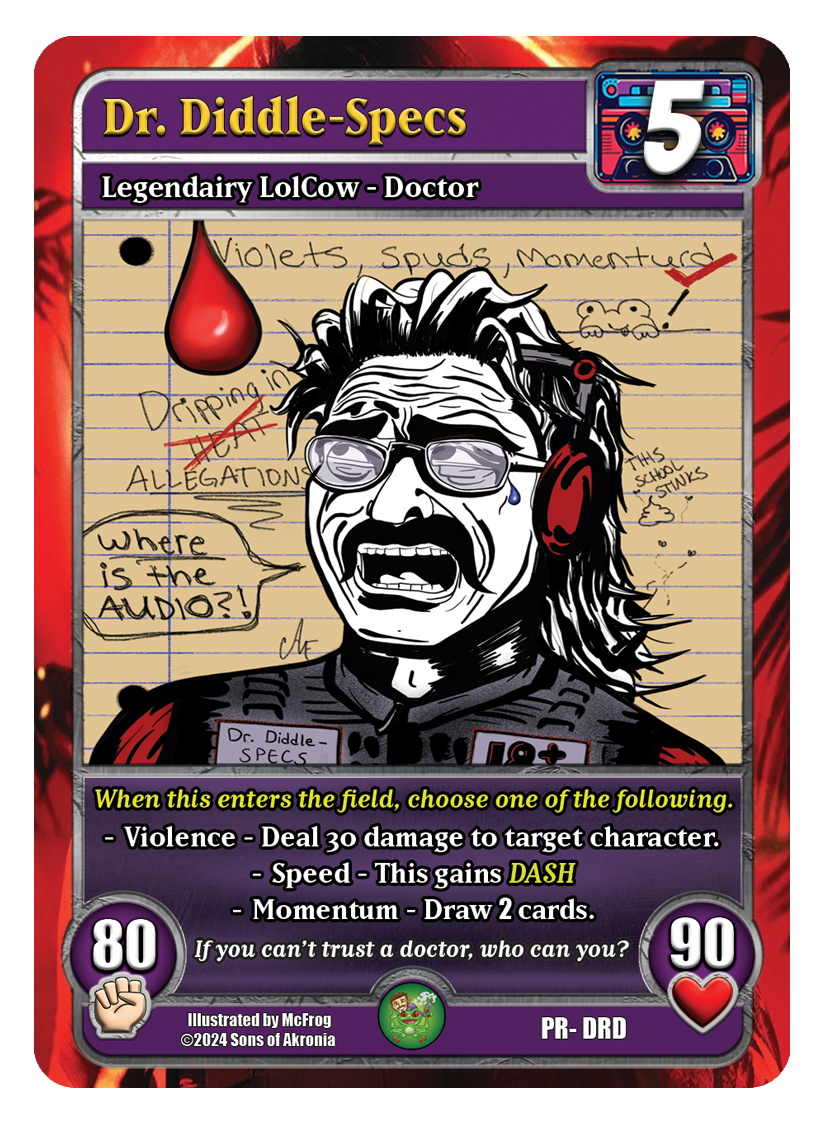 Dr. Diddle-Specs
5
Legendairy LolCow - Doctor
Violets, Spuds, Momenturd
Dripping in
HEAT
ALLEGATIONS
THIS
SCHOOL
STINKS
Where
is the
AUDIO?!
AF
Dr. Diddle-
SPECS
18+
When this enters the field, choose one of the following.
- Violence - Deal 30 damage to target character.
- Speed - This gains DASH
- Momentum - Draw 2 cards.
If you can't trust a doctor, who can you?
80
90
Illustrated by McFrog
©2024 Sons of Akronia
PR- DRD